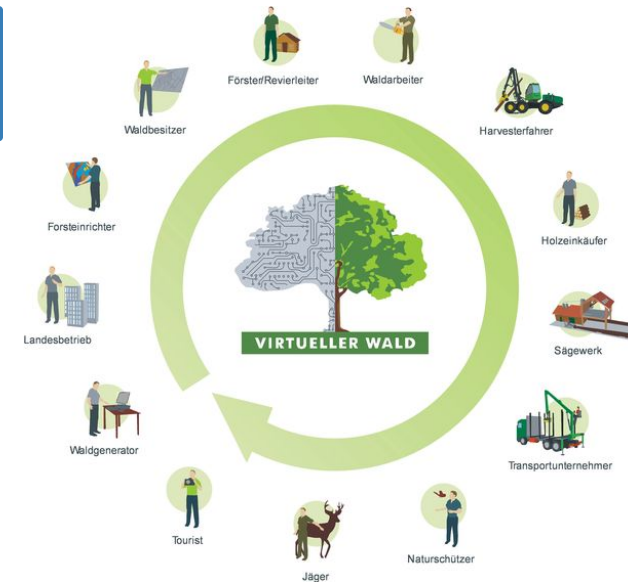 Förster/Revierleiter
Waldarbeiter
Waldbesitzer
Harvesterfahrer
Forsteinrichter
Holzeinkäufer
Landesbetrieb
VIRTUELLER WALD
Sägewerk
Waldgenerator
Transportunternehmer
Tourist
Naturschützer
Jäger